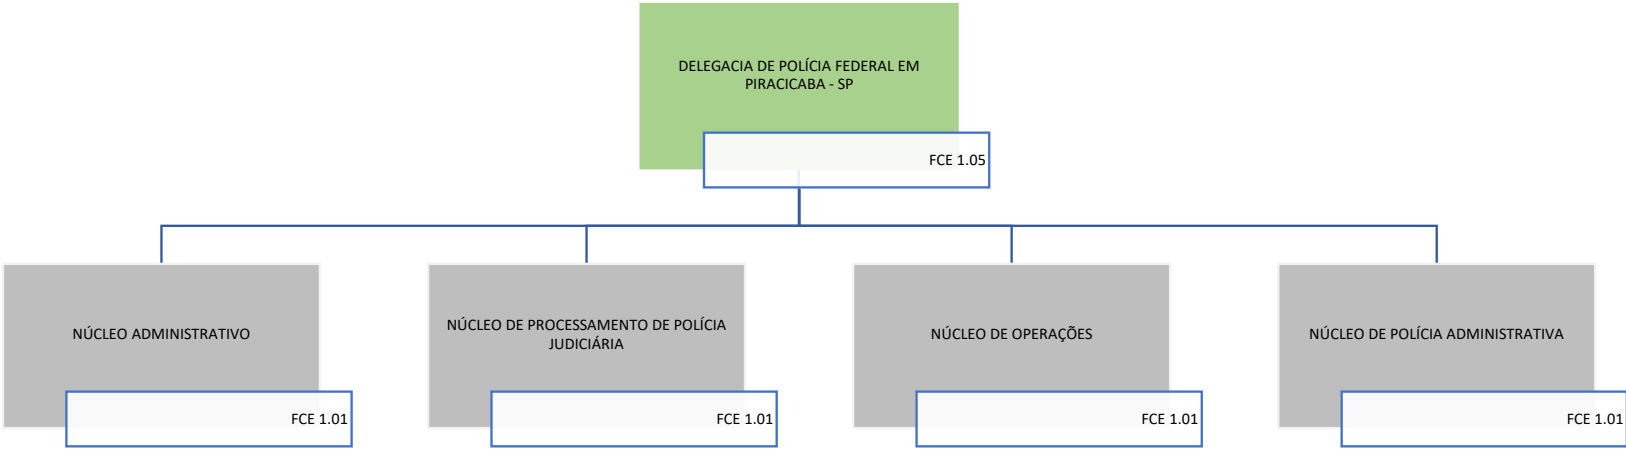 DELEGACIA DE POLÍCIA FEDERAL EM
PIRACICABA - SP
FCE 1.05
NÚCLEO ADMINISTRATIVO
FCE 1.01
NÚCLEO DE PROCESSAMENTO DE POLÍCIA
JUDICIÁRIA
FCE 1.01
NÚCLEO DE OPERAÇÕES
FCE 1.01
NÚCLEO DE POLÍCIA ADMINISTRATIVA
FCE 1.01